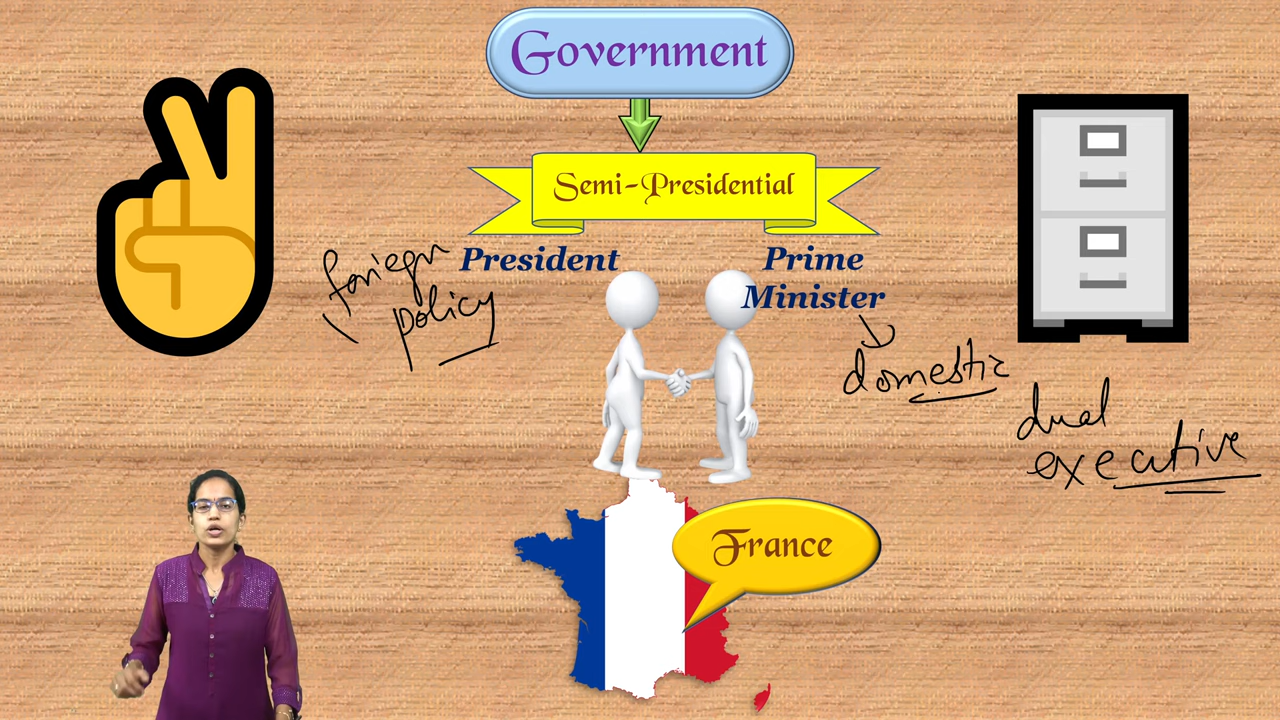 Government
Semi-Presidential
President
Prime
Minister
foriegn
policy
domestic
dual
executive
France